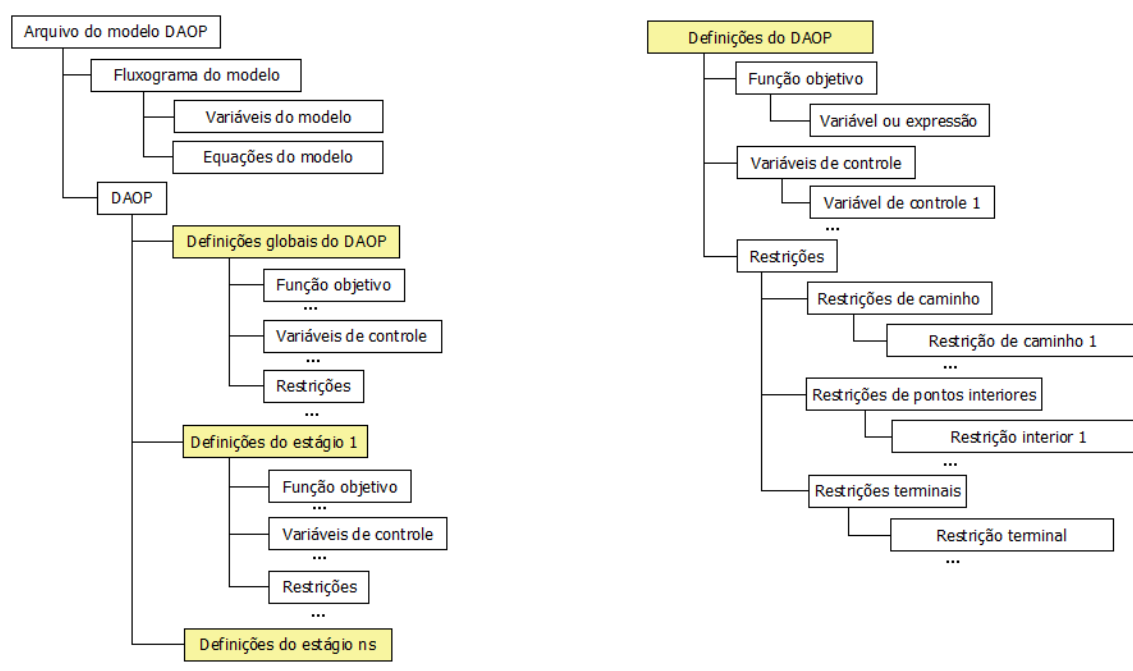 Arquivo do modelo DAOP
Fluxograma do modelo
Variáveis do modelo
Equações do modelo
DAOP
Definições globais do DAOP
Função objetivo
...
Variáveis de controle
...
Restrições
...
Definições do estágio 1
Função objetivo
...
Variáveis de controle
...
Restrições
...
Definições do estágio ns
Definições do DAOP
Função objetivo
Variável ou expressão
Variáveis de controle
Variável de controle 1
...
Restrições
Restrições de caminho
Restrição de caminho 1
...
Restrições de pontos interiores
Restrição interior 1
...
Restrições terminais
Restrição terminal
...